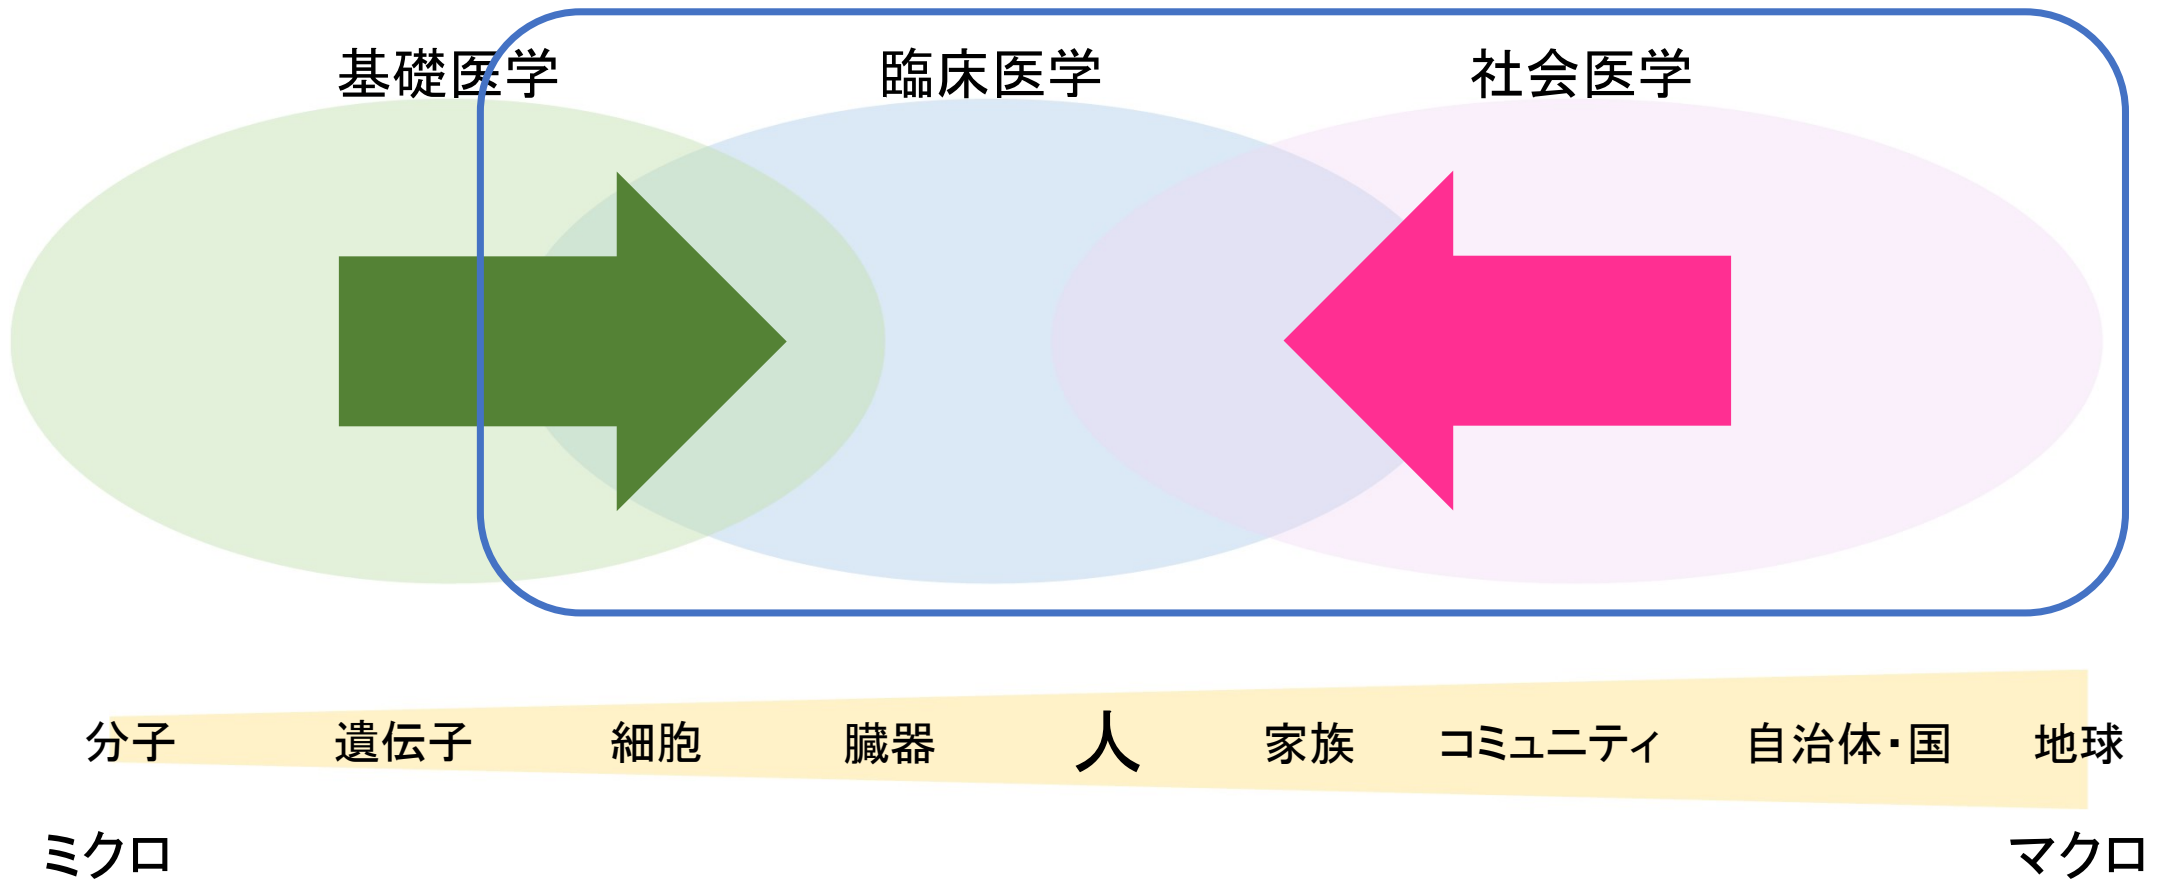 基礎医学 臨床医学 社会医学
分子 遺伝子 細胞 臓器 人 家族 コミュニティ 自治体・国 地球
ミクロ マクロ